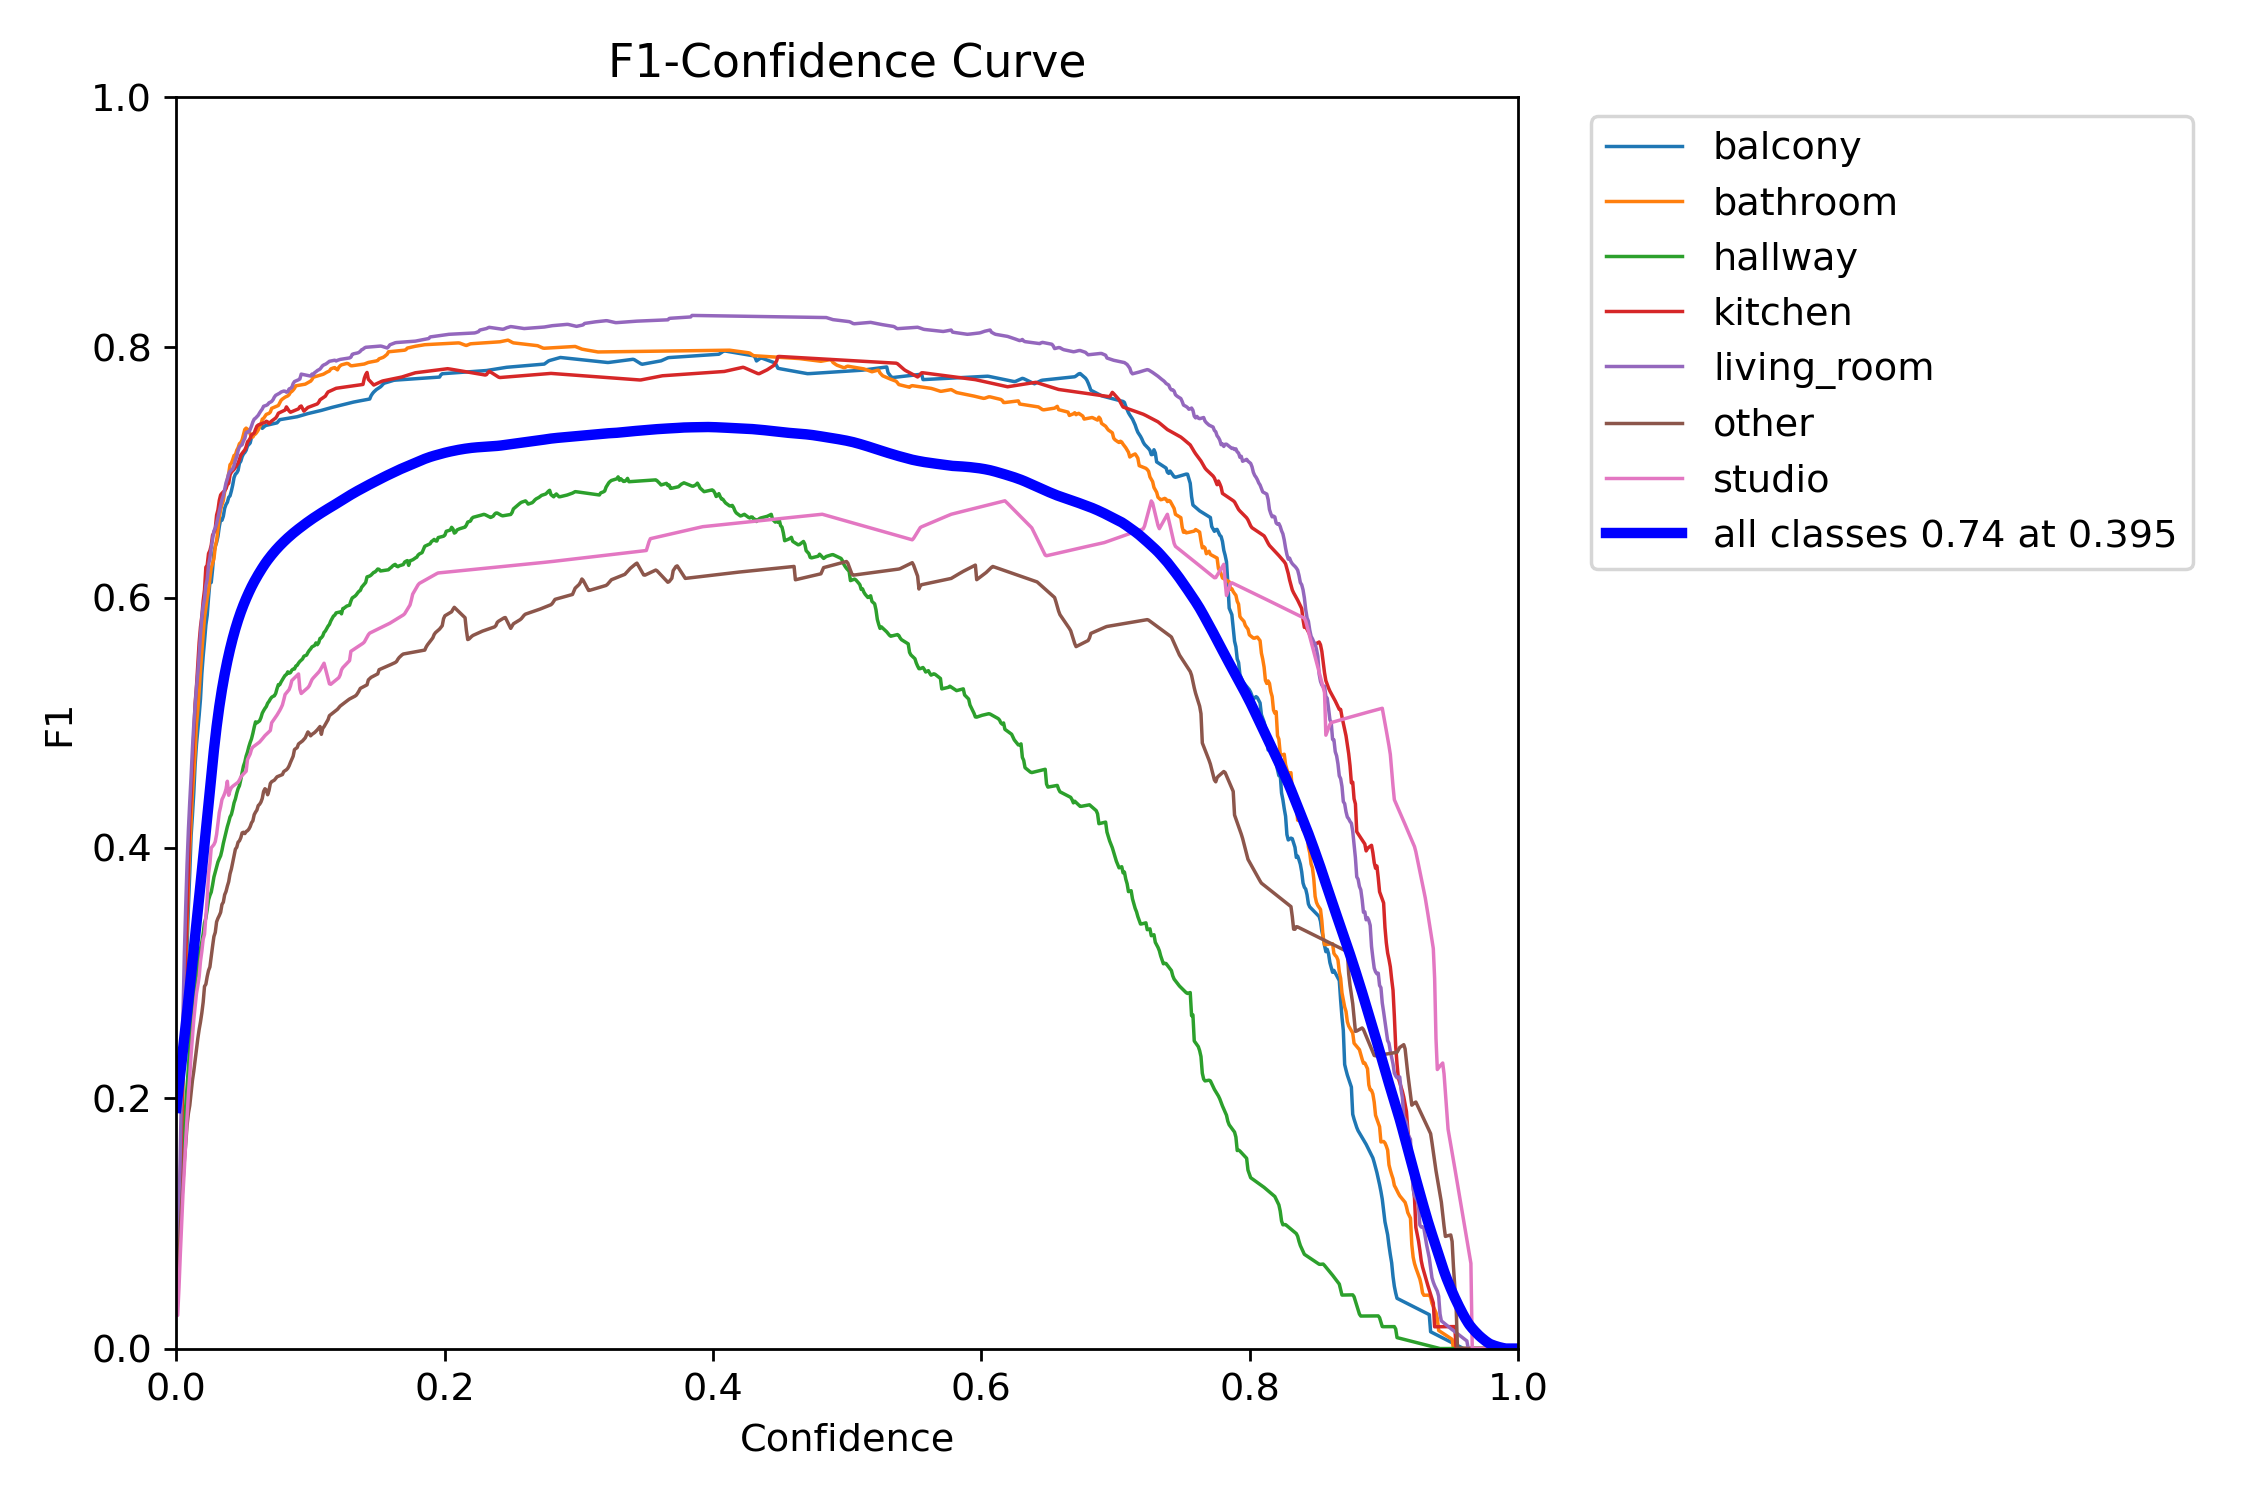 F1-Confidence Curve
1.0
0.8
0.6
0.4
0.2
0.0
F1
0.0 0.2 0.4 0.6 0.8 1.0
Confidence
balcony
bathroom
hallway
kitchen
living_room
other
studio
all classes 0.74 at 0.395